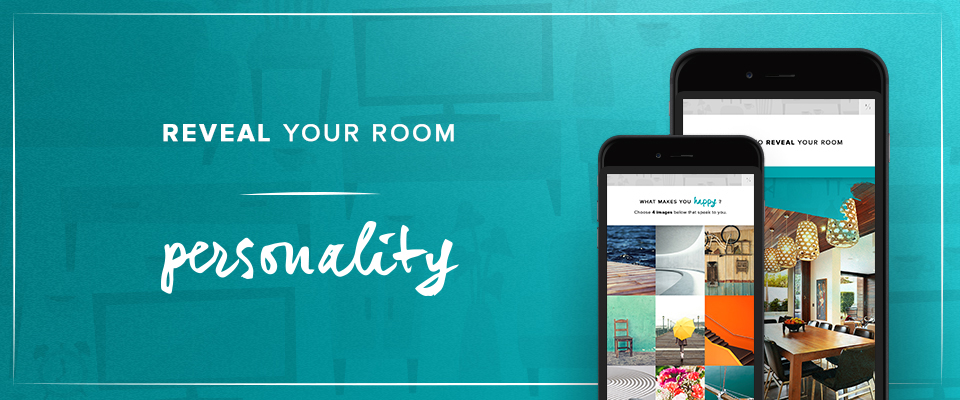 REVEAL YOUR ROOM
personality
WHAT MAKES YOU happy ?
Choose 4 images below that speak to you.
REVEAL YOUR ROOM